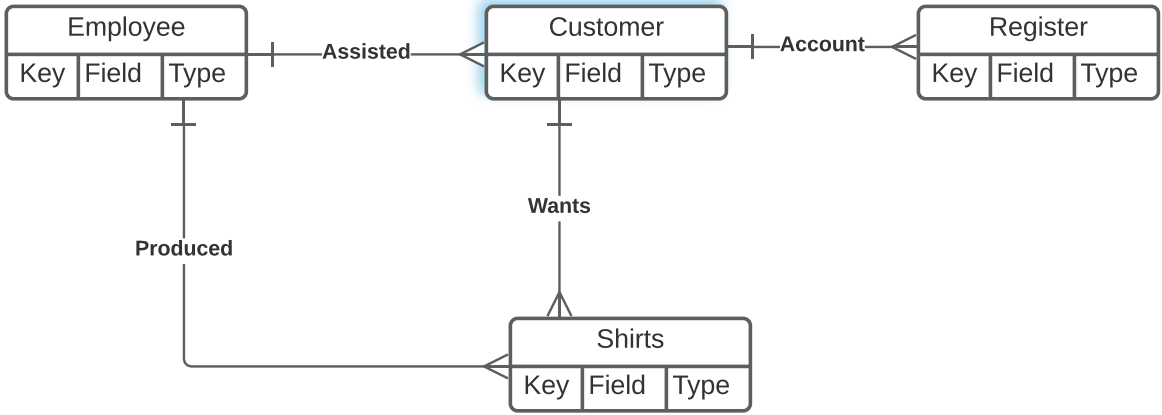 Employee
Key Field Type
Assisted
Customer
Key Field Type
Account
Register
Key Field Type
Wants
Produced
Shirts
Key Field Type